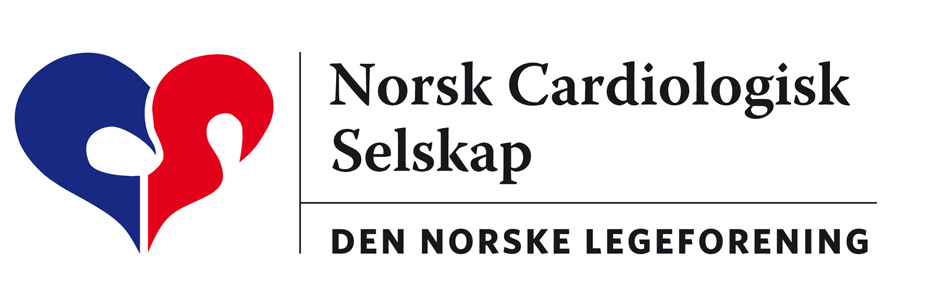 Norsk Cardiologisk
Selskap
DEN NORSKE LEGEFORENING